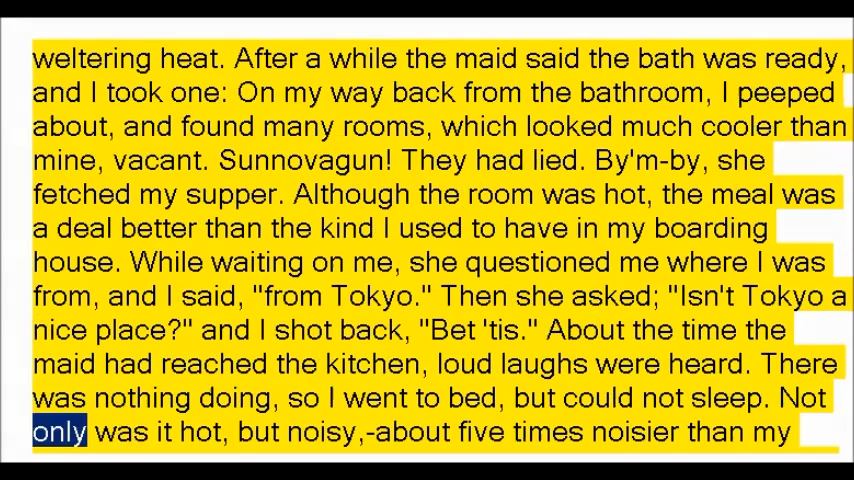 weltering heat. After a while the maid said the bath was ready,
and I took one: On my way back from the bathroom, I peeped
about, and found many rooms, which looked much cooler than
mine, vacant. Sunnovagun! They had lied. By'm-by, she
fetched my supper. Although the room was hot, the meal was
a deal better than the kind I used to have in my boarding
house. While waiting on me, she questioned me where I was
from, and I said, "from Tokyo." Then she asked; "Isn't Tokyo a
nice place?" and I shot back, "Bet 'tis." About the time the
maid had reached the kitchen, loud laughs were heard. There
was nothing doing, so I went to bed, but could not sleep. Not
only was it hot, but noisy,-about five times noisier than my